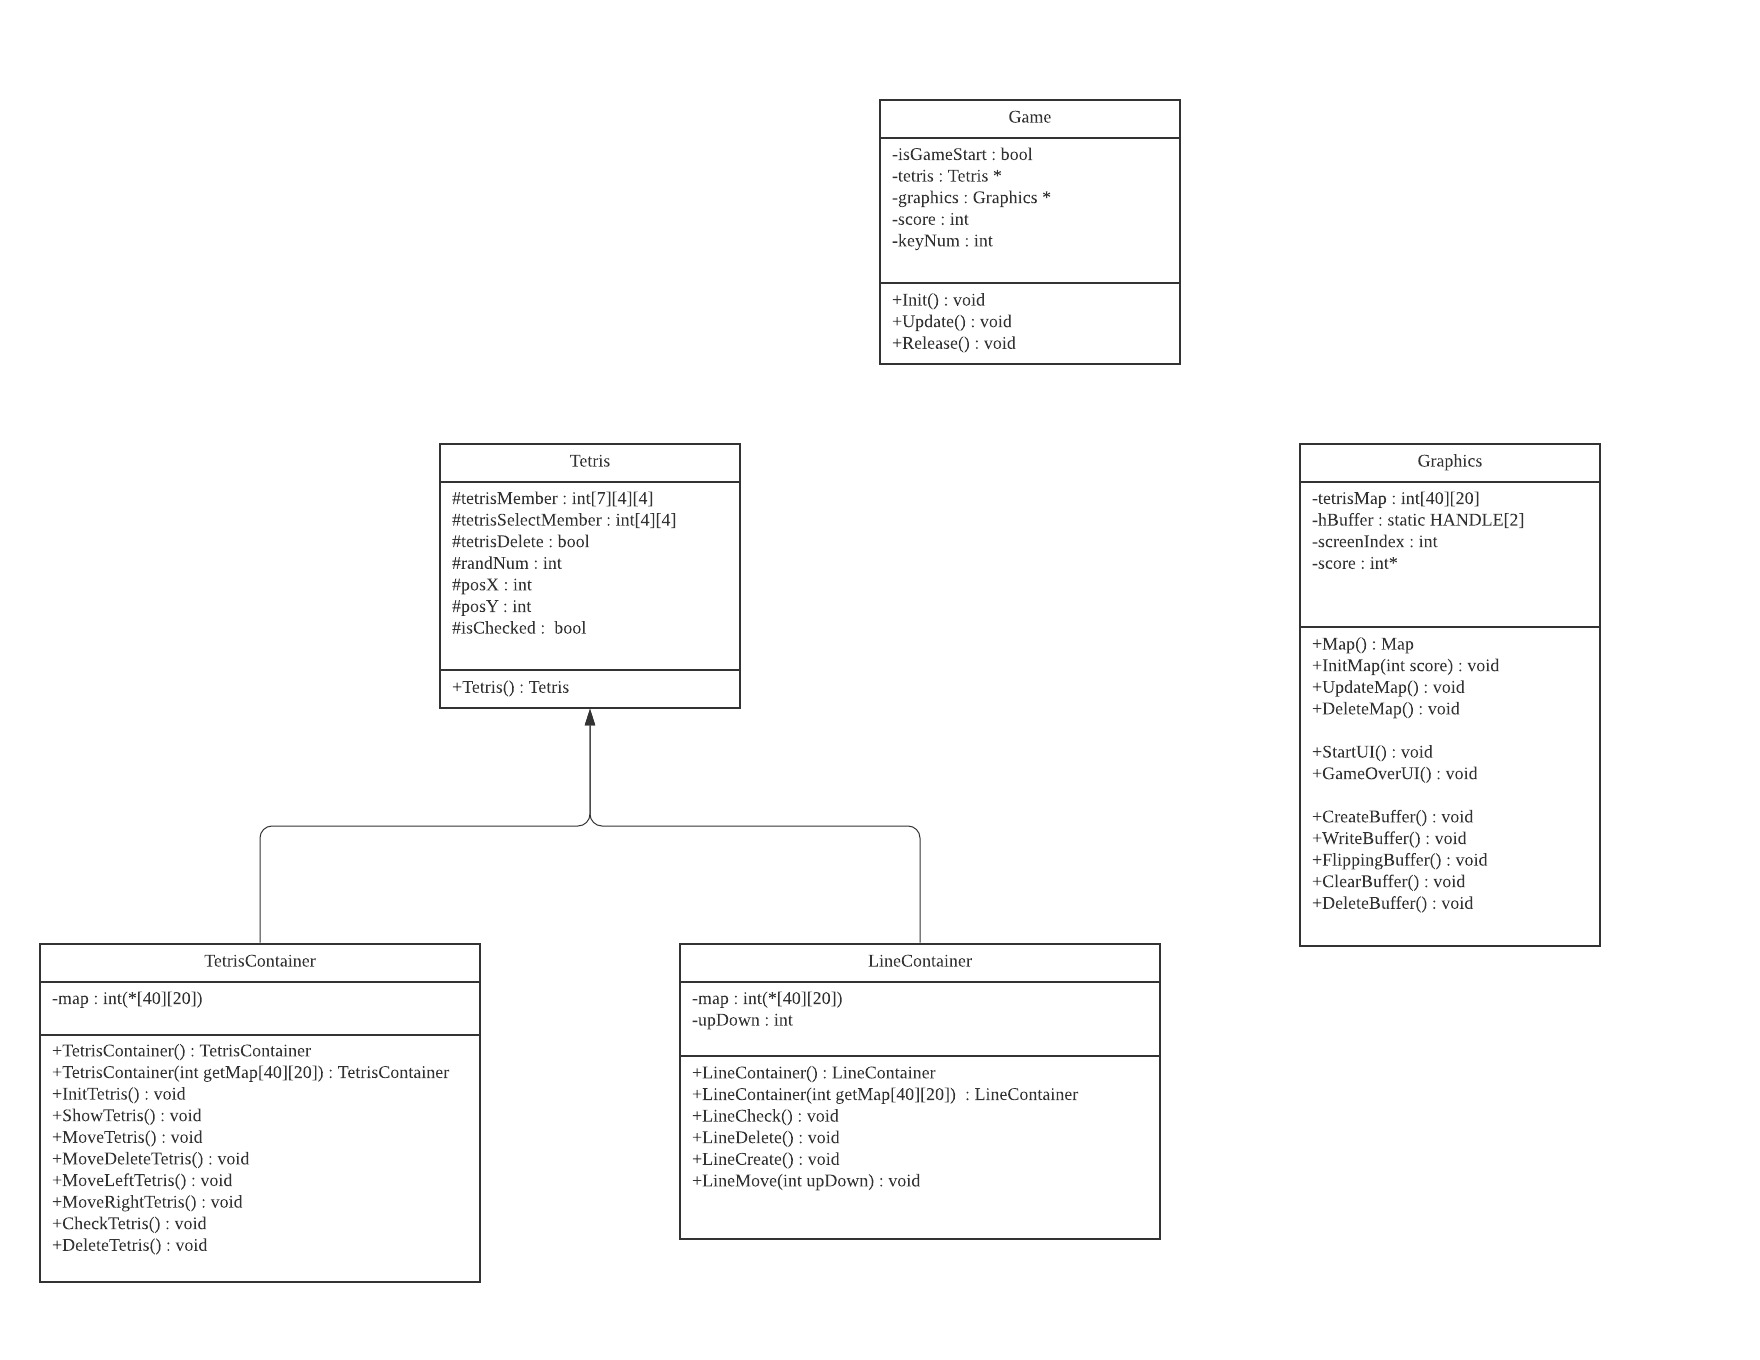 Game
-isGameStart : bool
-tetris : Tetris *
-graphics : Graphics *
-score : int
-keyNum : int
+Init() : void
+Update() : void
+Release() : void
Tetris
#tetrisMember : int[7][4][4]
#tetrisSelectMember : int[4][4]
#tetrisDelete : bool
#randNum : int
#posX : int
#posY : int
#isChecked :  bool
+Tetris() : Tetris
Graphics
-tetrisMap : int[40][20]
-hBuffer : static HANDLE[2]
-screenIndex : int
-score : int*
+Map() : Map
+InitMap(int score) : void
+UpdateMap() : void
+DeleteMap() : void
+StartUI() : void
+GameOverUI() : void
+CreateBuffer() : void
+WriteBuffer() : void
+FlippingBuffer() : void
+ClearBuffer() : void
+DeleteBuffer() : void
TetrisContainer
-map : int(*[40][20])
+TetrisContainer() : TetrisContainer
+TetrisContainer(int getMap[40][20]) : TetrisContainer
+InitTetris() : void
+ShowTetris() : void
+MoveTetris() : void
+MoveDeleteTetris() : void
+MoveLeftTetris() : void
+MoveRightTetris() : void
+CheckTetris() : void
+DeleteTetris() : void
LineContainer
-map : int(*[40][20])
-upDown : int
+LineContainer() : LineContainer
+LineContainer(int getMap[40][20])  : LineContainer
+LineCheck() : void
+LineDelete() : void
+LineCreate() : void
+LineMove(int upDown) : void